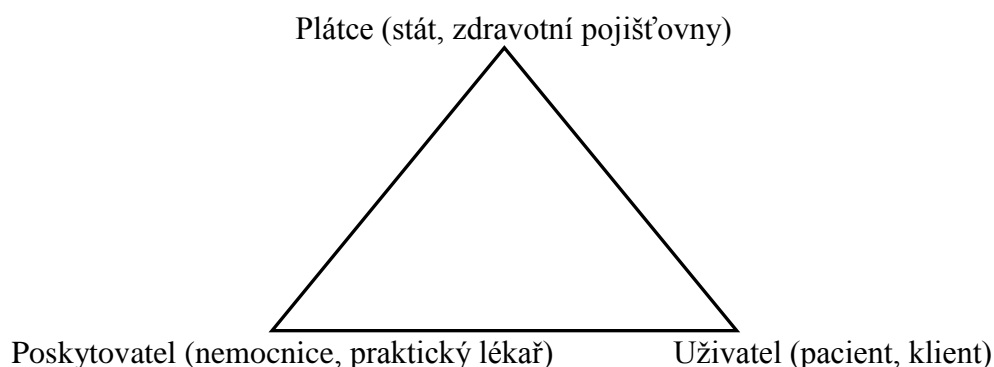 Plátce (stát, zdravotní pojišťovny)
Poskytovatel (nemocnice, praktický lékař)
Uživatel (pacient, klient)